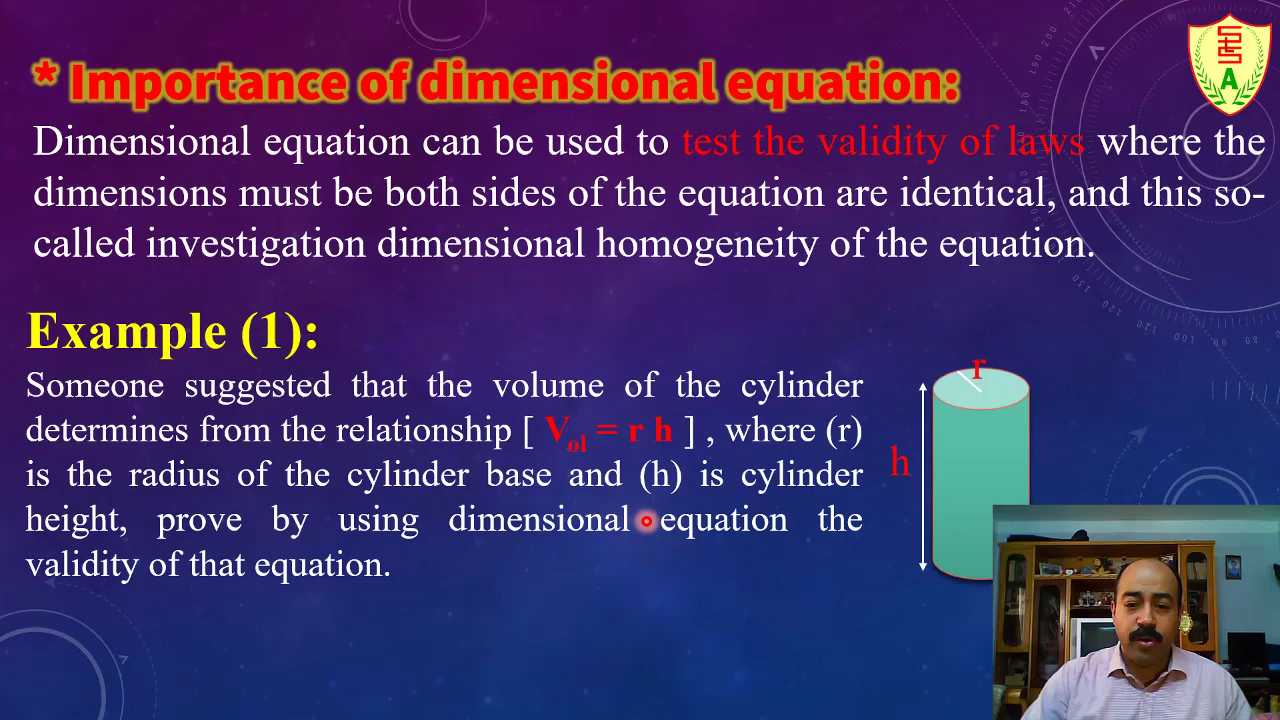 * Importance of dimensional equation:
Dimensional equation can be used to test the validity of laws where the
dimensions must be both sides of the equation are identical, and this so-
called investigation dimensional homogeneity of the equation.
Example (1):
Someone suggested that the volume of the cylinder
determines from the relationship [ Vol = r h ] , where (r)
is the radius of the cylinder base and (h) is cylinder
height, prove by using dimensional equation the
validity of that equation.
r
h
A